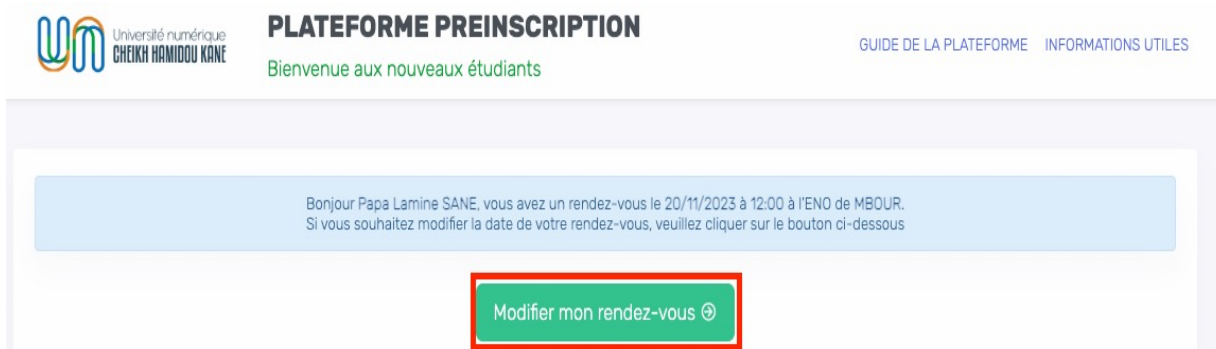 Université numérique
CHEIKH HAMIDOU KANE
PLATEFORME PREINSCRIPTION
Bienvenue aux nouveaux étudiants
GUIDE DE LA PLATEFORME INFORMATIONS UTILES
Bonjour Papa Lamine SANE, vous avez un rendez-vous le 20/11/2023 à 12:00 à l'ENO de MBOUR.
Si vous souhaitez modifier la date de votre rendez-vous, veuillez cliquer sur le bouton ci-dessous
Modifier mon rendez-vous